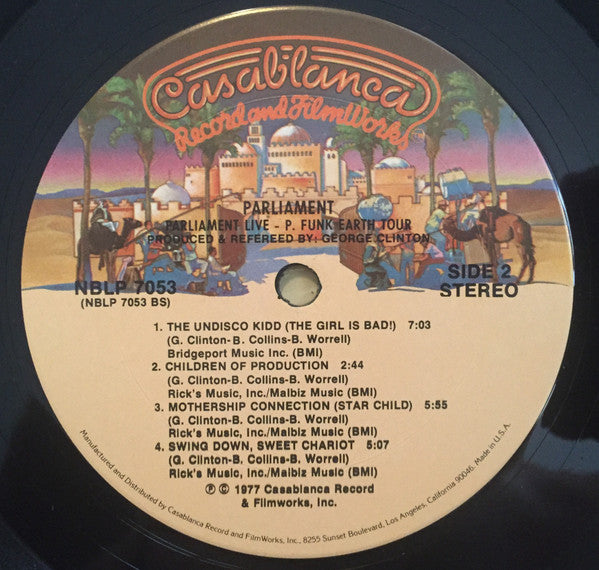 Casablanca
Record and FilmWorks
TM
PARLIAMENT
PARLIAMENT LIVE - P. FUNK EARTH TOUR
PRODUCED & REFEREED BY: GEORGE CLINTON
NBLP 7053
(NBLP 7053 BS)
SIDE 2
STEREO
1. THE UNDISCO KIDD (THE GIRL IS BAD!) 7:03
(G. Clinton-B. Collins-B. Worrell)
Bridgeport Music Inc. (BMI)
2. CHILDREN OF PRODUCTION 2:44
(G. Clinton-B. Collins-B. Worrell)
Rick's Music, Inc./Malbiz Music (BMI)
3. MOTHERSHIP CONNECTION (STAR CHILD) 5:55
(G. Clinton-B. Collins-B. Worrell)
Rick's Music, Inc./Malbiz Music (BMI)
4. SWING DOWN, SWEET CHARIOT 5:07
(G. Clinton-B. Collins-B. Worrell)
Rick's Music, Inc./Malbiz Music (BMI)
℗ © 1977 Casablanca Record
& Filmworks, Inc.
Manufactured and Distributed by Casablanca Record and FilmWorks, Inc., 8255 Sunset Boulevard, Los Angeles, California 90046. Made in U.S.A.